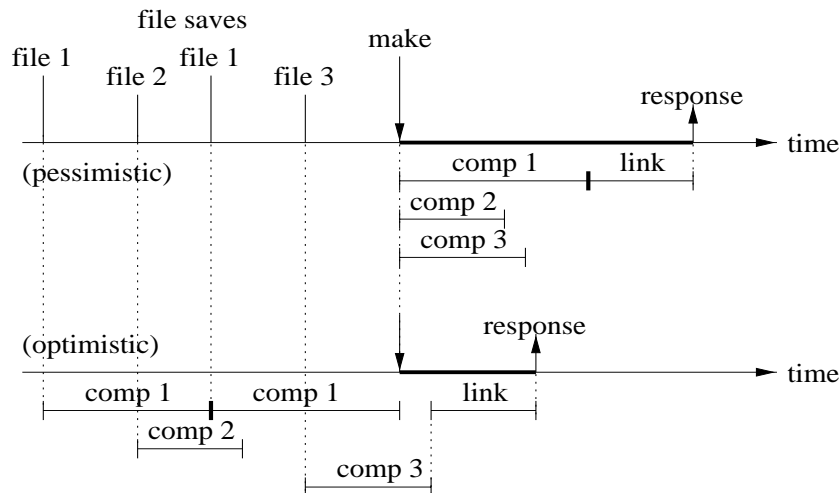 file saves
make
file 1
file 2
file 1
file 3
response
time
(pessimistic)
comp 1
link
comp 2
comp 3
response
(optimistic)
time
comp 1
comp 1
link
comp 2
comp 3